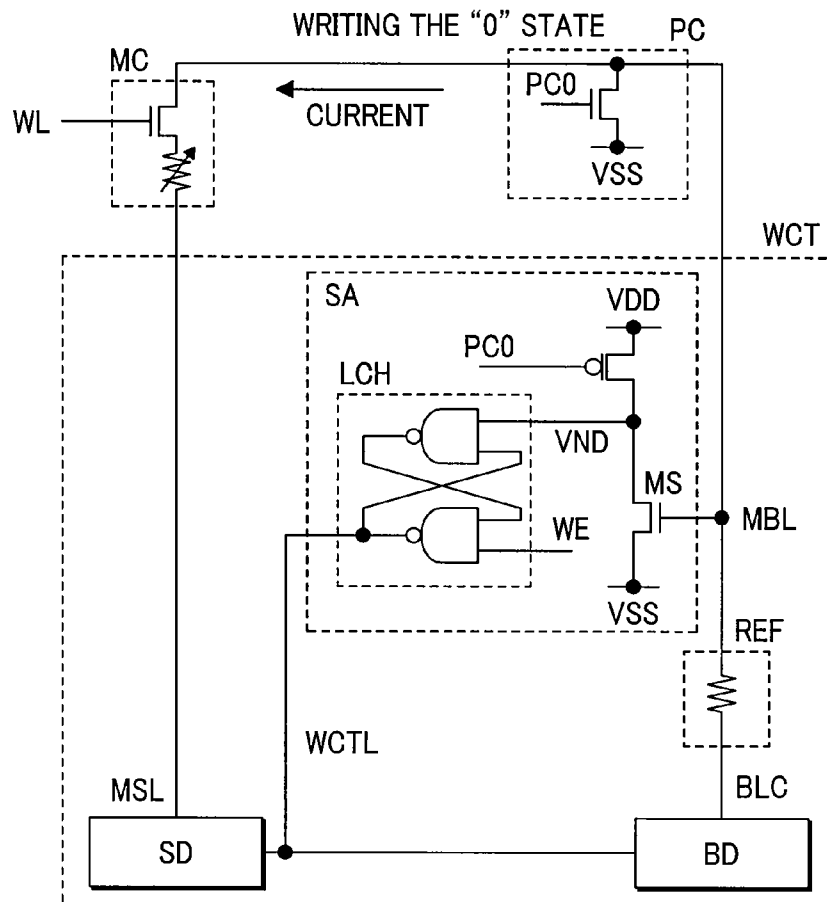 WRITING THE “0” STATE
PC
MC
PC0
CURRENT
WL
VSS
WCT
SA
VDD
PC0
LCH
VND
MS
WE
MBL
VSS
REF
WCTL
MSL
BLC
SD
BD